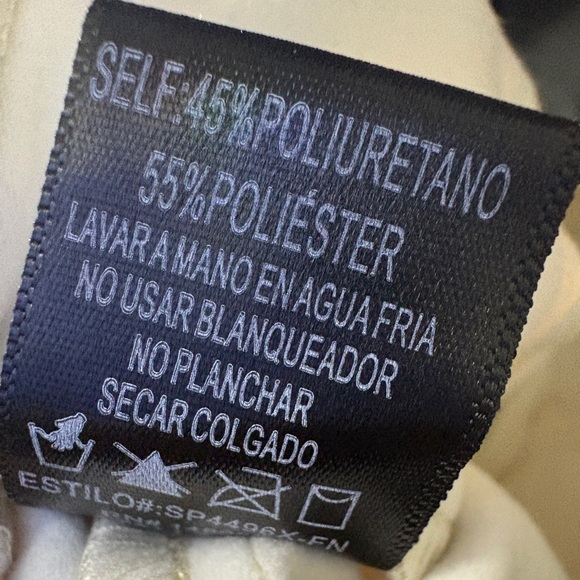 SELF:45%POLIURETANO
55%POLIÉSTER
LAVAR A MANO EN AGUA FRIA
NO USAR BLANQUEADOR
NO PLANCHAR
SECAR COLGADO
ESTILO#:SP4496X-FN